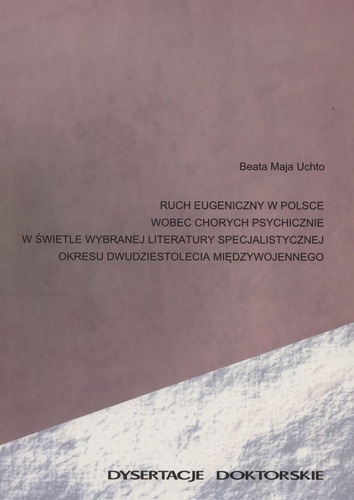 Beata Maja Uchto
RUCH EUGENICZNY W POLSCE
WOBEC CHORYCH PSYCHICZNIE
W ŚWIETLE WYBRANEJ LITERATURY SPECJALISTYCZNEJ
OKRESU DWUDZIESTOLECIA MIĘDZYWOJENNEGO
DYSERTACJE DOKTORSKIE